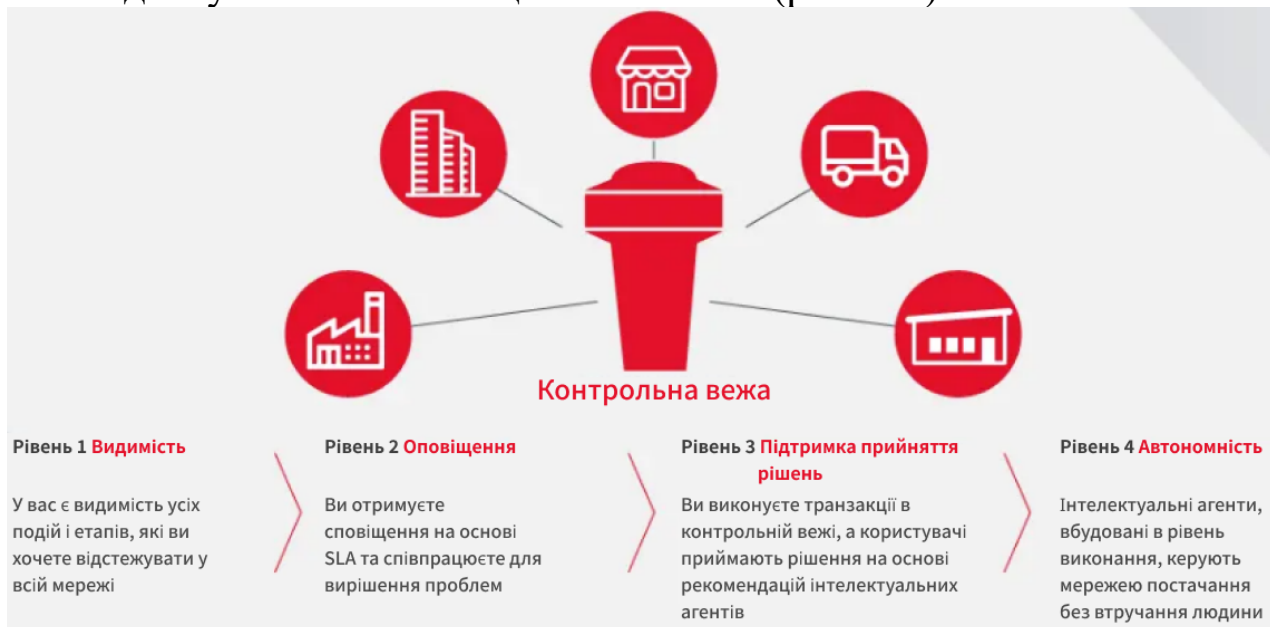 Контрольна вежа
Рівень 1 Видимість
У вас є видимість усіх
подій і етапів, які ви
хочете відстежувати у
всій мережі
Рівень 2 Оповіщення
Ви отримуєте
сповіщення на основі
SLA та співпрацюєте для
вирішення проблем
Рівень 3 Підтримка прийняття
рішень
Ви виконуєте транзакції в
контрольній вежі, а користувачі
приймають рішення на основі
рекомендацій інтелектуальних
агентів
Рівень 4 Автономність
Інтелектуальні агенти,
вбудовані в рівень
виконання, керують
мережею постачання
без втручання людини